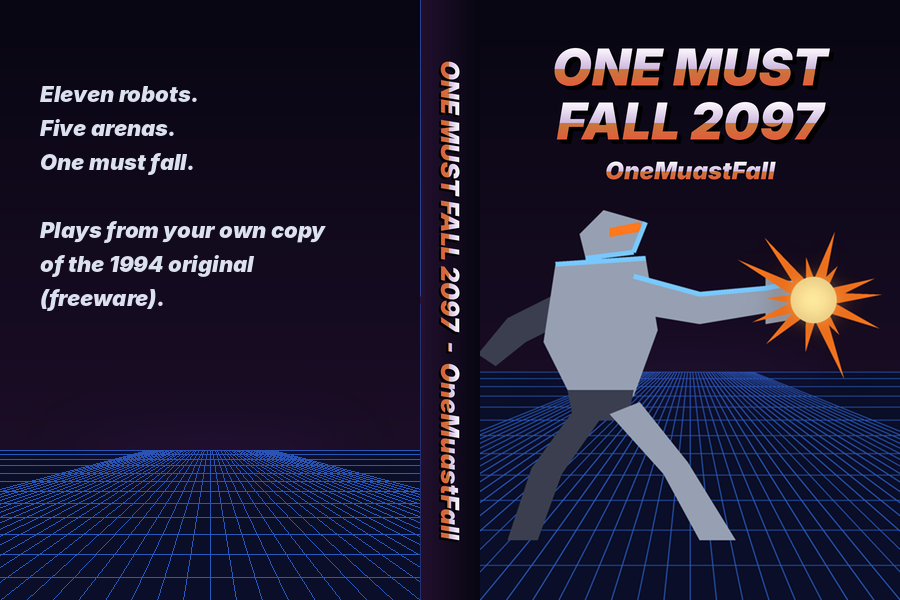 Eleven robots.
Five arenas.
One must fall.
Plays from your own copy
of the 1994 original
(freeware).
ONE MUST FALL 2097 - OneMuastFall
ONE MUST
FALL 2097
OneMuastFall